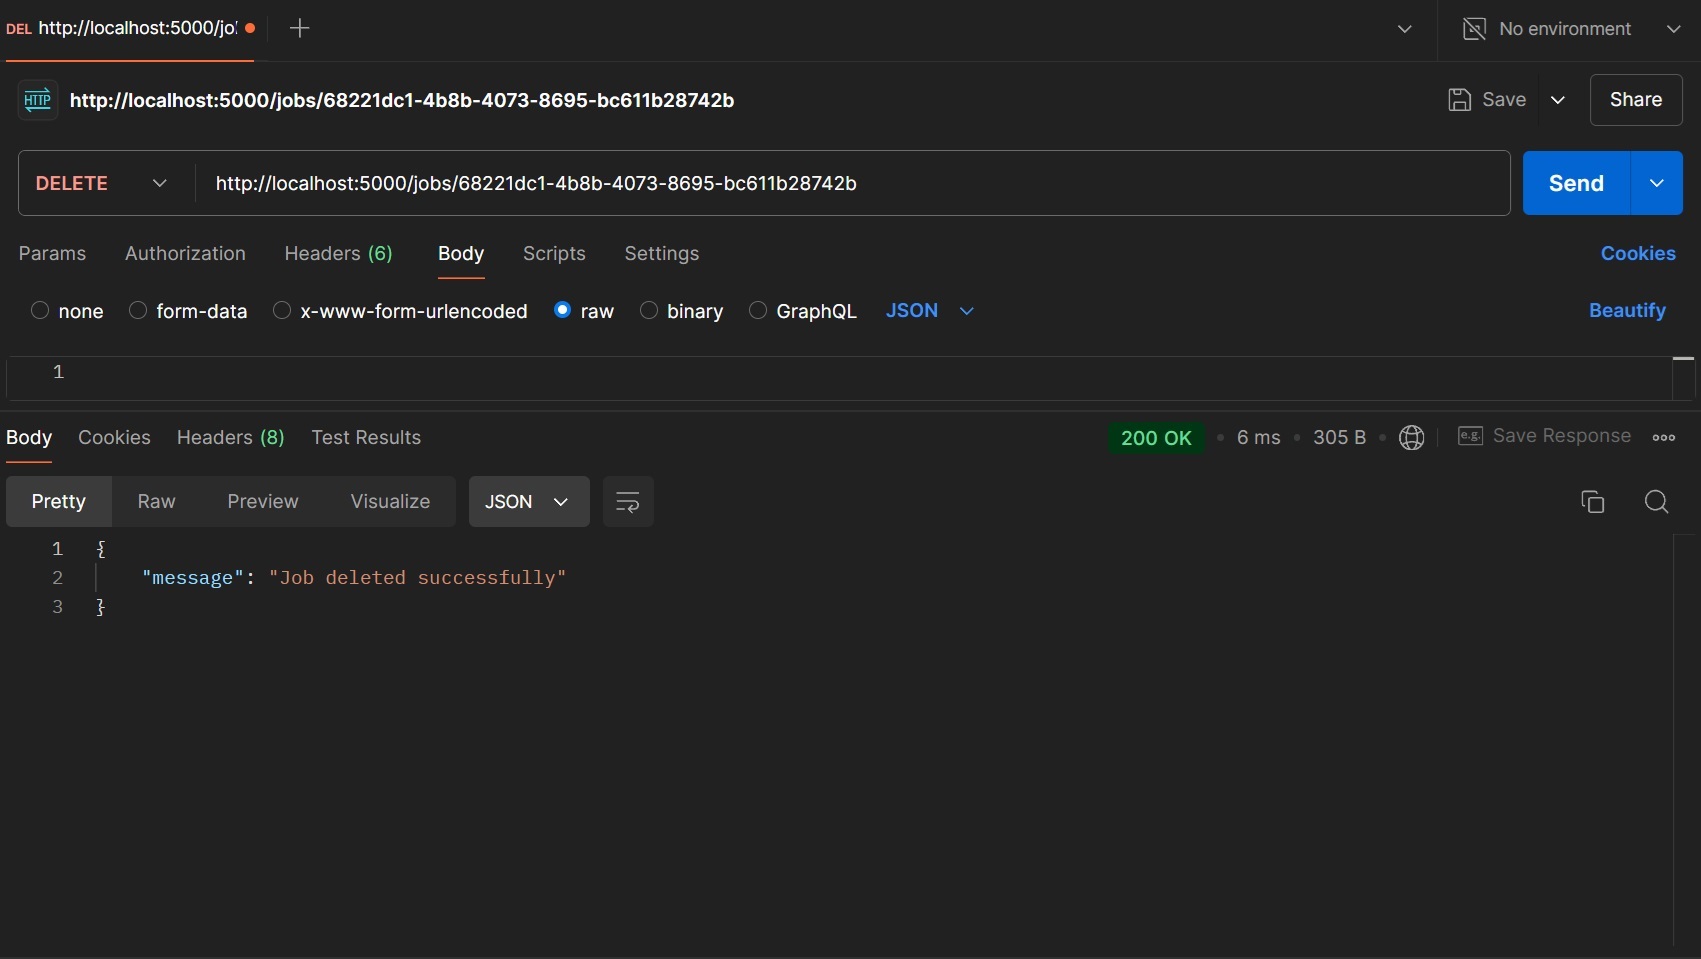 DEL http://localhost:5000/jo
No environment
HTTP http://localhost:5000/jobs/68221dc1-4b8b-4073-8695-bc611b28742b
Save
Share
DELETE http://localhost:5000/jobs/68221dc1-4b8b-4073-8695-bc611b28742b
Send
Params Authorization Headers (6) Body Scripts Settings Cookies
none form-data x-www-form-urlencoded raw binary GraphQL JSON Beautify
1
Body Cookies Headers (8) Test Results 200 OK 6 ms 305 B e.g. Save Response
Pretty Raw Preview Visualize JSON
1 {
2 "message": "Job deleted successfully"
3 }